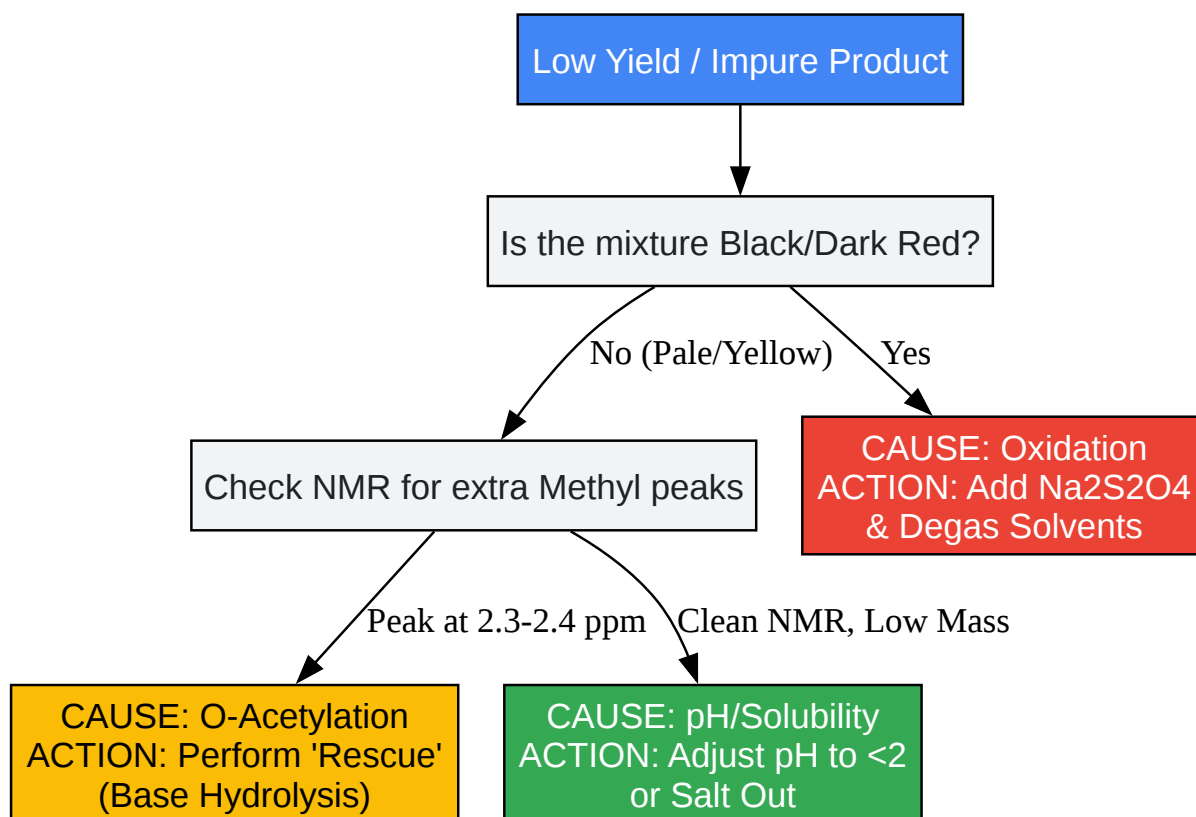 Low Yield / Impure Product
Is the mixture Black/Dark Red?
No (Pale/Yellow)
Yes
Check NMR for extra Methyl peaks
CAUSE: Oxidation
ACTION: Add Na2S2O4
& Degas Solvents
Peak at 2.3-2.4 ppm
Clean NMR, Low Mass
CAUSE: O-Acetylation
ACTION: Perform 'Rescue'
(Base Hydrolysis)
CAUSE: pH/Solubility
ACTION: Adjust pH to <2
or Salt Out